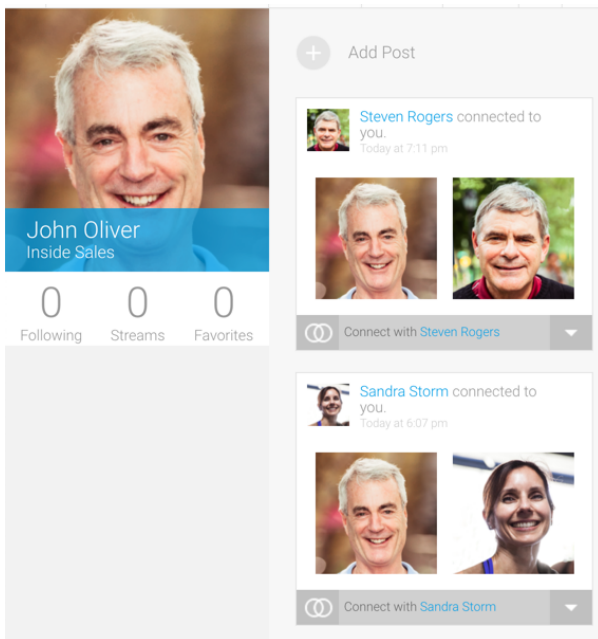 John Oliver
Inside Sales
0 0 0
Following Streams Favorites
Add Post
Steven Rogers connected to
you.
Today at 7:11 pm
Connect with Steven Rogers
Sandra Storm connected to
you.
Today at 6:07 pm
Connect with Sandra Storm